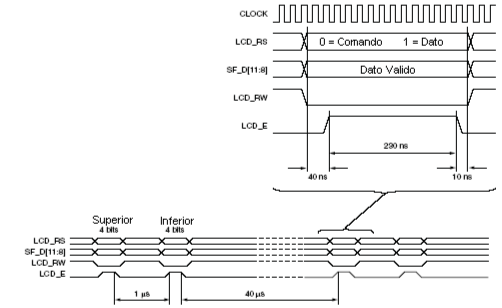 CLOCK
LCD_RS
0 = Comando 1 = Dato
SF_D[11:8]
Dato Valido
LCD_RW
LCD_E
230 ns
40 ns
10 ns
Superior
4 bits
Inferior
4 bits
LCD_RS
SF_D[11:8]
LCD_RW
LCD_E
1 µs
40 µs